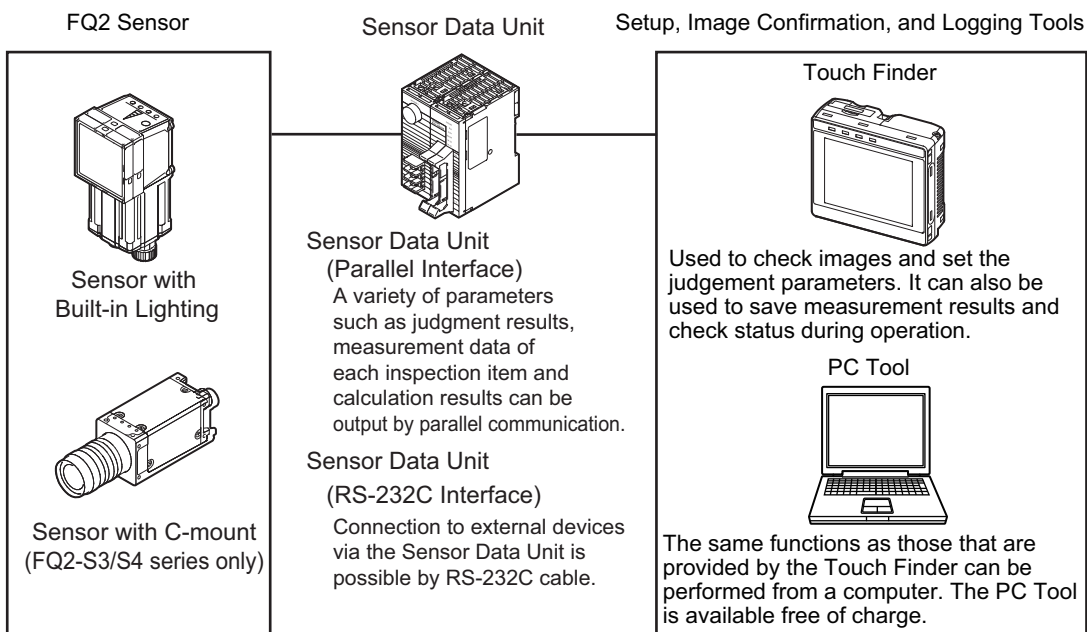 FQ2 Sensor
Sensor Data Unit
Setup, Image Confirmation, and Logging Tools
Sensor with
Built-in Lighting
Sensor with C-mount
(FQ2-S3/S4 series only)
Sensor Data Unit
(Parallel Interface)
A variety of parameters
such as judgment results,
measurement data of
each inspection item and
calculation results can be
output by parallel communication.
Sensor Data Unit
(RS-232C Interface)
Connection to external devices
via the Sensor Data Unit is
possible by RS-232C cable.
Touch Finder
Used to check images and set the
judgement parameters. It can also be
used to save measurement results and
check status during operation.
PC Tool
The same functions as those that are
provided by the Touch Finder can be
performed from a computer. The PC Tool
is available free of charge.